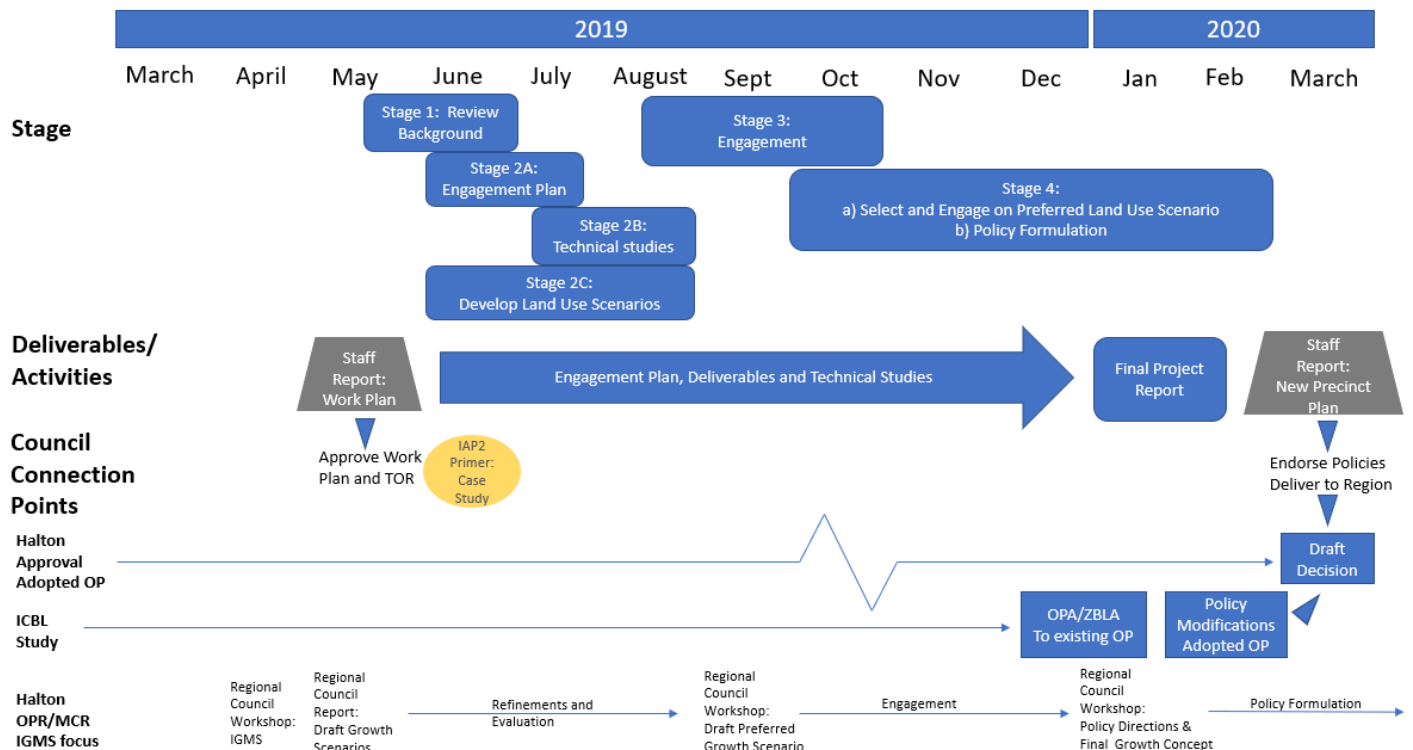 2019
2020
March
April
May
June
July
August
Sept
Oct
Nov
Dec
Jan
Feb
March
Stage
Stage 1: Review
Background
Stage 2A:
Engagement Plan
Stage 2B:
Technical studies
Stage 2C:
Develop Land Use Scenarios
Stage 3:
Engagement
Stage 4:
a) Select and Engage on Preferred Land Use Scenario
b) Policy Formulation
Deliverables/
Activities
Staff
Report:
Work Plan
Engagement Plan, Deliverables and Technical Studies
Final Project
Report
Staff
Report:
New Precinct
Plan
Council
Connection
Points
Approve Work
Plan and TOR
IAP2
Primer:
Case
Study
Endorse Policies
Deliver to Region
Halton
Approval
Adopted OP
Draft
Decision
ICBL
Study
OPA/ZBLA
To existing OP
Policy
Modifications
Adopted OP
Halton
OPR/MCR
IGMS focus
Regional
Council
Workshop:
IGMS
Regional
Council
Report:
Draft Growth
Scenarios
Refinements and
Evaluation
Regional
Council
Workshop:
Draft Preferred
Growth Scenario
Engagement
Regional
Council
Workshop:
Policy Directions &
Final Growth Concept
Policy Formulation